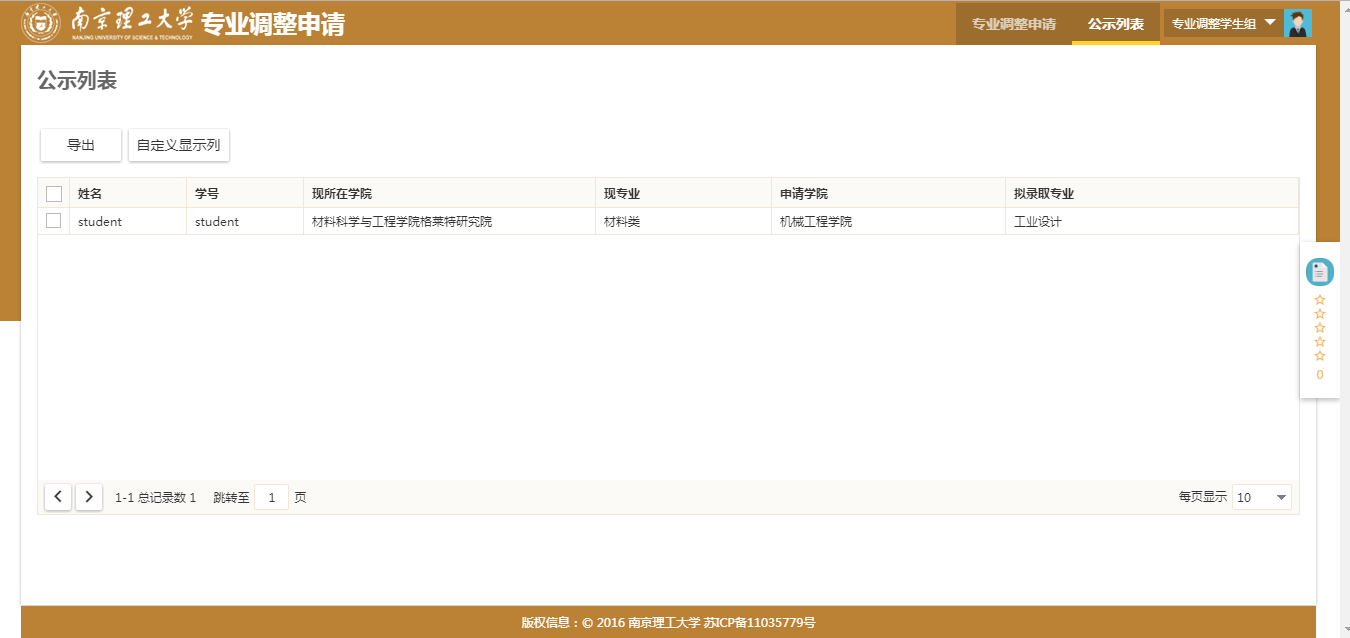 南京理工大学 专业调整申请 专业调整申请 公示列表 专业调整学生组
NANJING UNIVERSITY OF SCIENCE & TECHNOLOGY
公示列表
导出 自定义显示列
姓名 学号 现所在学院 现专业 申请学院 拟录取专业
student student 材料科学与工程学院格莱特研究院 材料类 机械工程学院 工业设计
0
1-1 总记录数 1 跳转至 1 页 每页显示 10
版权信息：© 2016 南京理工大学 苏ICP备11035779号